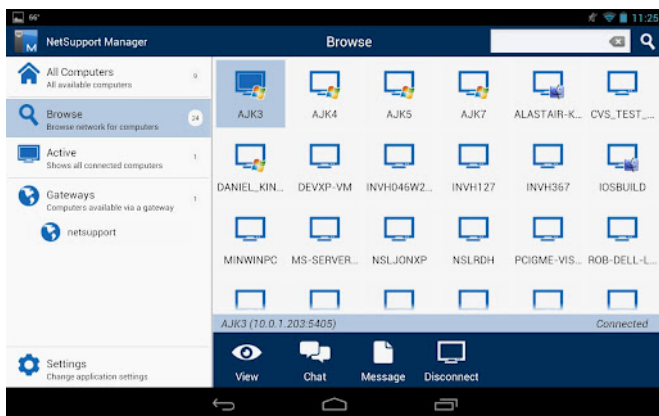 66°
11:25
NetSupport Manager
Browse
All Computers
All available computers
9
Browse
Browse network for computers
24
Active
Shows all connected computers
1
Gateways
Computers available via a gateway
1
netsupport
Settings
Change application settings
AJK3 AJK4 AJK5 AJK7 ALASTAIR-K... CVS_TEST_...
DANIEL_KIN... DEVXP-VM INVH046W2... INVH127 INVH367 IOSBUILD
MINWINPC MS-SERVER... NSLJONXP NSLRDH PCIGME-VIS... ROB-DELL-L...
AJK3 (10.0.1.203:5405) Connected
View Chat Message Disconnect